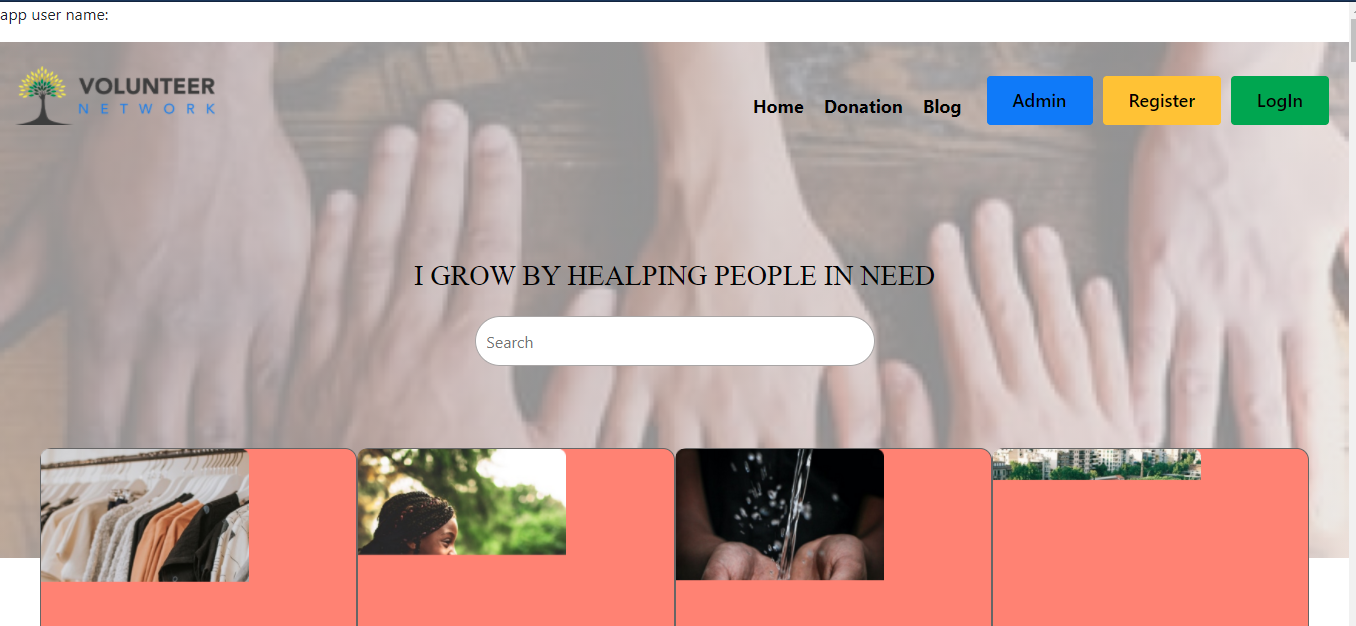 app user name:
VOLUNTEER
NETWORK
Home Donation Blog Admin Register LogIn
I GROW BY HEALPING PEOPLE IN NEED
Search